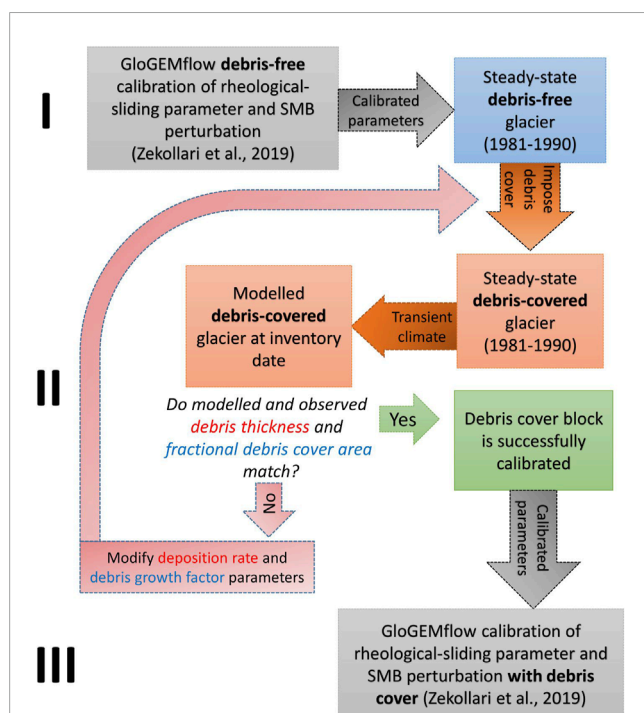 I
GloGEMflow debris-free
calibration of rheological-
sliding parameter and SMB
perturbation
(Zekollari et al., 2019)
Calibrated
parameters
Steady-state
debris-free
glacier
(1981-1990)
Impose
debris
cover
Steady-state
debris-covered
glacier
(1981-1990)
Transient
climate
Modelled
debris-covered
glacier at inventory
date
II
Do modelled and observed
debris thickness and
fractional debris cover area
match?
Yes
Debris cover block
is successfully
calibrated
No
Modify deposition rate and
debris growth factor parameters
Calibrated
parameters
III
GloGEMflow calibration of
rheological-sliding parameter and
SMB perturbation with debris
cover (Zekollari et al., 2019)